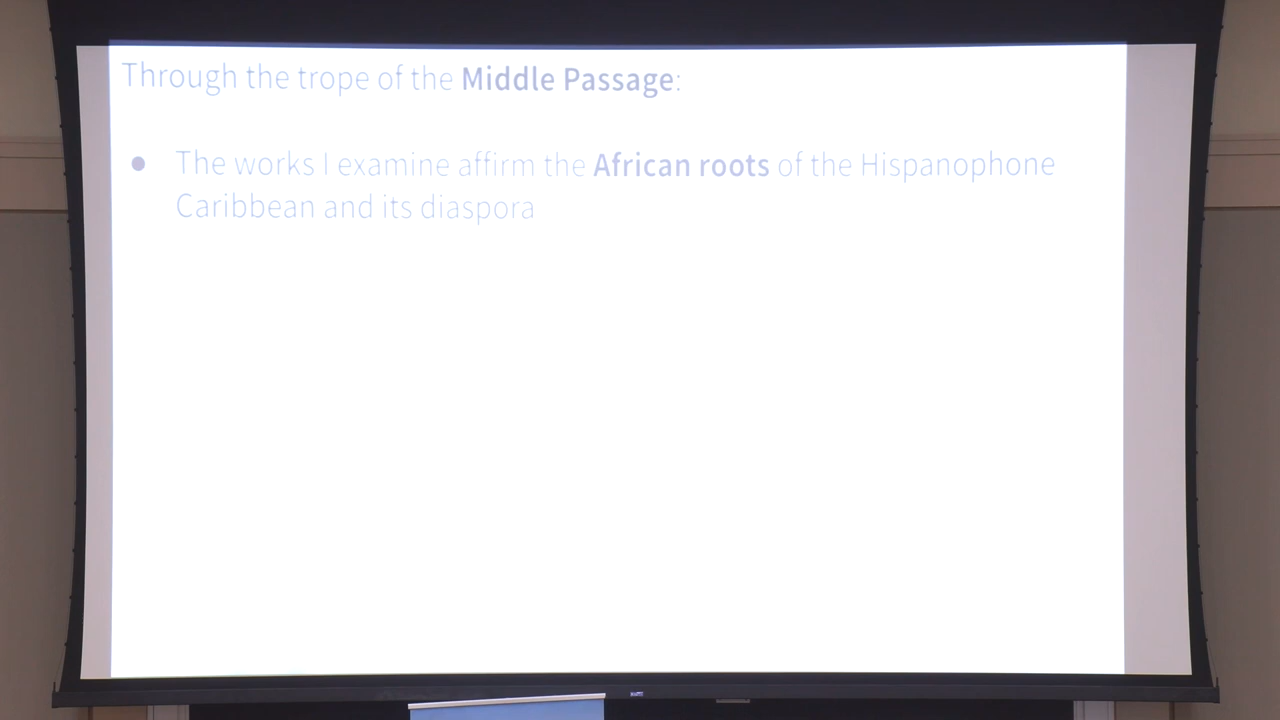 Through the trope of the Middle Passage:
● The works I examine affirm the African roots of the Hispanophone
Caribbean and its diaspora